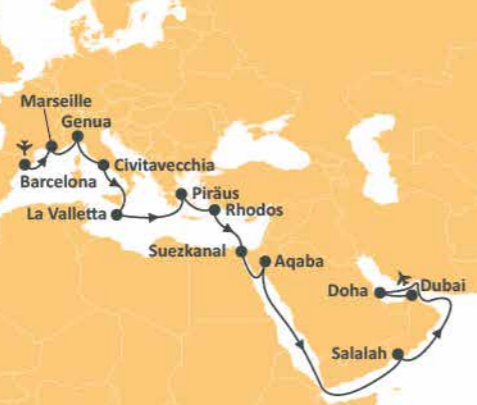 Marseille
Genua
Civitavecchia
Barcelona
Piräus
La Valletta
Rhodos
Suezkanal
Aqaba
Doha
Dubai
Salalah